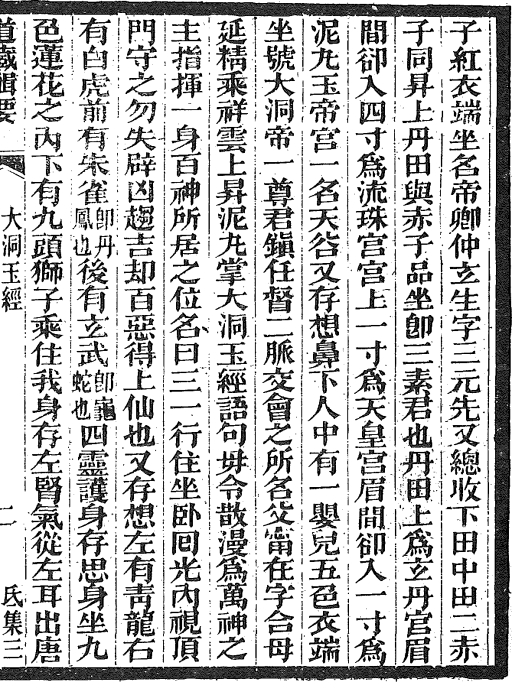 子紅衣端坐名帝卿仲玄生字三元先又總收下田中田二赤
子同昇上丹田與赤子品坐卽三素君也丹田上爲玄丹宮眉
間卻入四寸爲流珠宮宮上一寸爲天皇宮眉間卻入一寸爲
泥丸玉帝宮一名天谷又存想鼻下人中有一嬰兒五色衣端
坐號大洞帝一尊君鎮任督二脈交會之所名父甯在字合母
延精乘祥雲上昇泥丸掌大洞玉經語句毋令散漫爲萬神之
主指揮一身百神所居之位名曰三一行住坐卧囘光內視頂
門守之勿失辟凶趨吉却百惡得上仙也又存想左有靑龍右
有白虎前有朱雀卽丹鳳也後有玄武卽龜蛇也四靈護身存思身坐九
色蓮花之內下有九頭獅子乘住我身存左腎氣從左耳出唐
道藏輯要 大洞玉經 二 氐集三